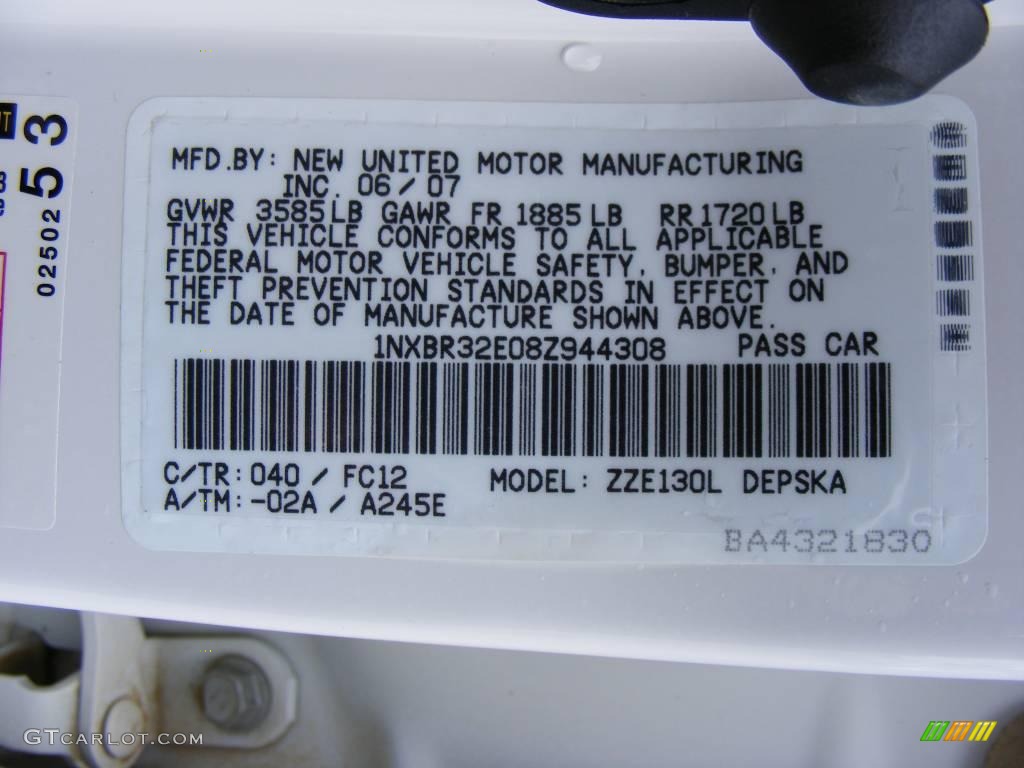 MFD.BY: NEW UNITED MOTOR MANUFACTURING
INC. 06/07
GVWR 3585LB GAWR FR 1885LB RR1720LB
THIS VEHICLE CONFORMS TO ALL APPLICABLE
FEDERAL MOTOR VEHICLE SAFETY, BUMPER, AND
THEFT PREVENTION STANDARDS IN EFFECT ON
THE DATE OF MANUFACTURE SHOWN ABOVE.
1NXBR32E08Z944308 PASS CAR
C/TR: 040 / FC12 MODEL: ZZE130L DEPSKA
A/TM: -02A / A245E
BA4321830
02502 53
GTCARLOT.COM